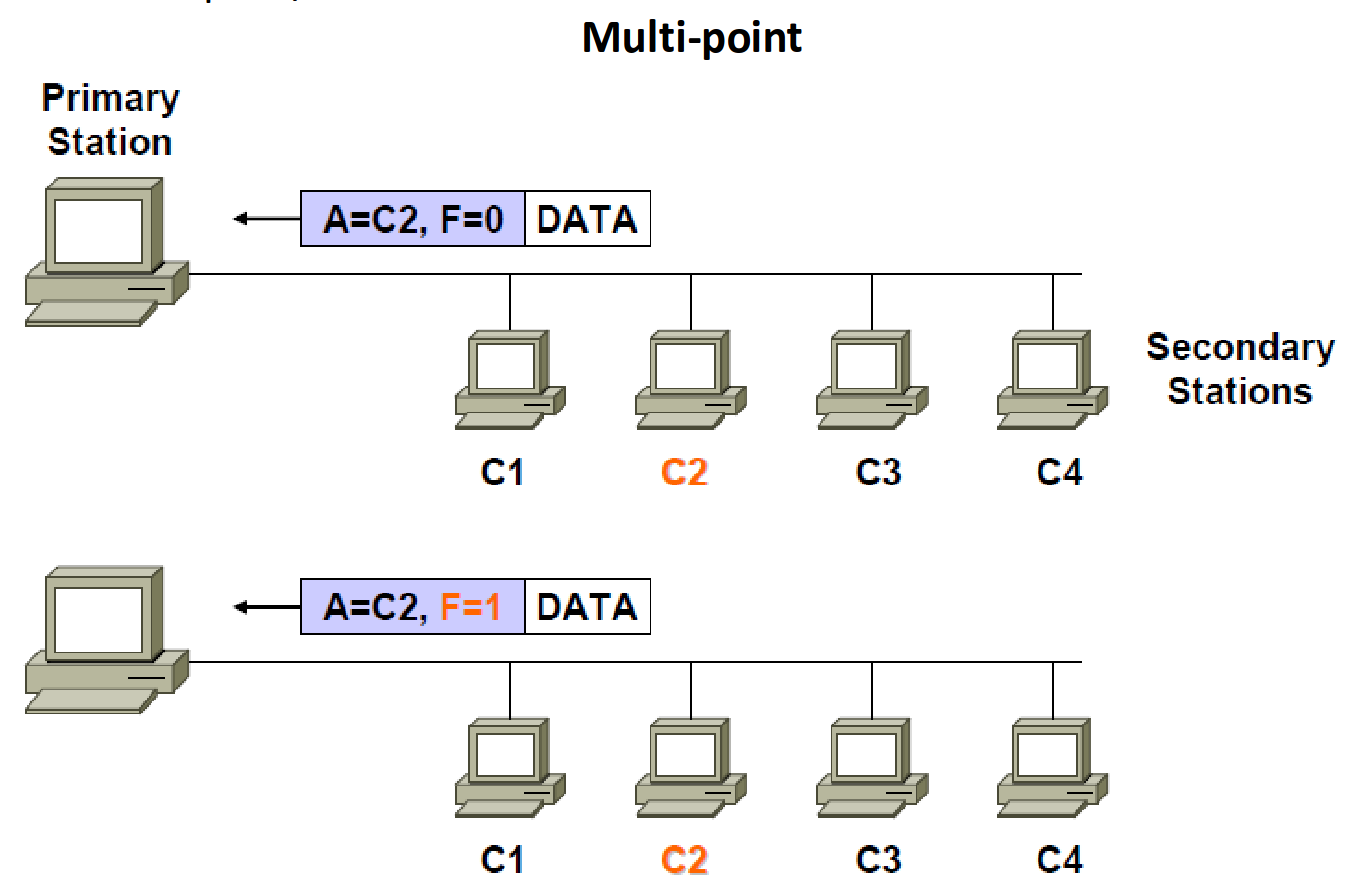 Multi-point
Primary
Station
A=C2, F=0 DATA
Secondary
Stations
C1 C2 C3 C4
A=C2, F=1 DATA
C1 C2 C3 C4